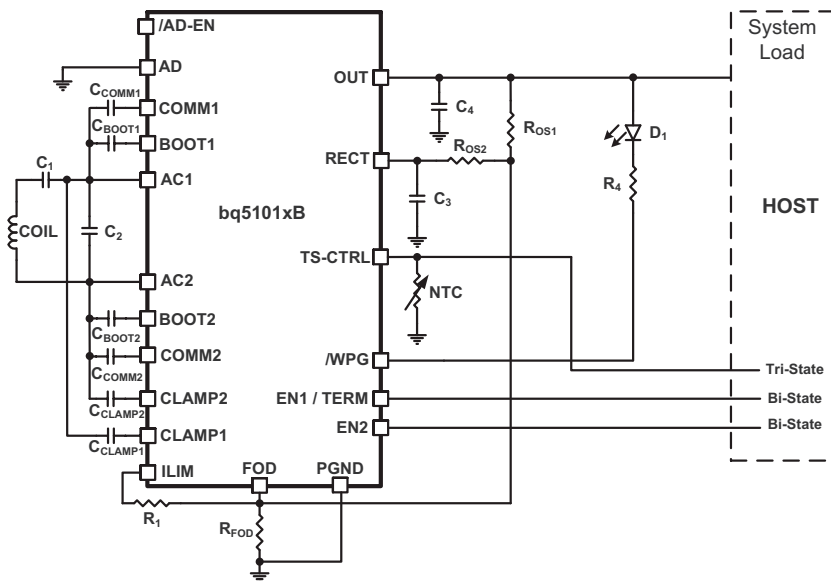 /AD-EN
AD
COMM1
BOOT1
AC1
AC2
BOOT2
COMM2
CLAMP2
CLAMP1
ILIM
FOD
PGND
bq5101xB
OUT
RECT
TS-CTRL
/WPG
EN1 / TERM
EN2
CCOMM1
CBOOT1
C1
COIL
C2
CBOOT2
CCOMM2
CCLAMP2
CCLAMP1
R1
RFOD
C4
ROS1
ROS2
C3
NTC
D1
R4
System
Load
HOST
Tri-State
Bi-State
Bi-State